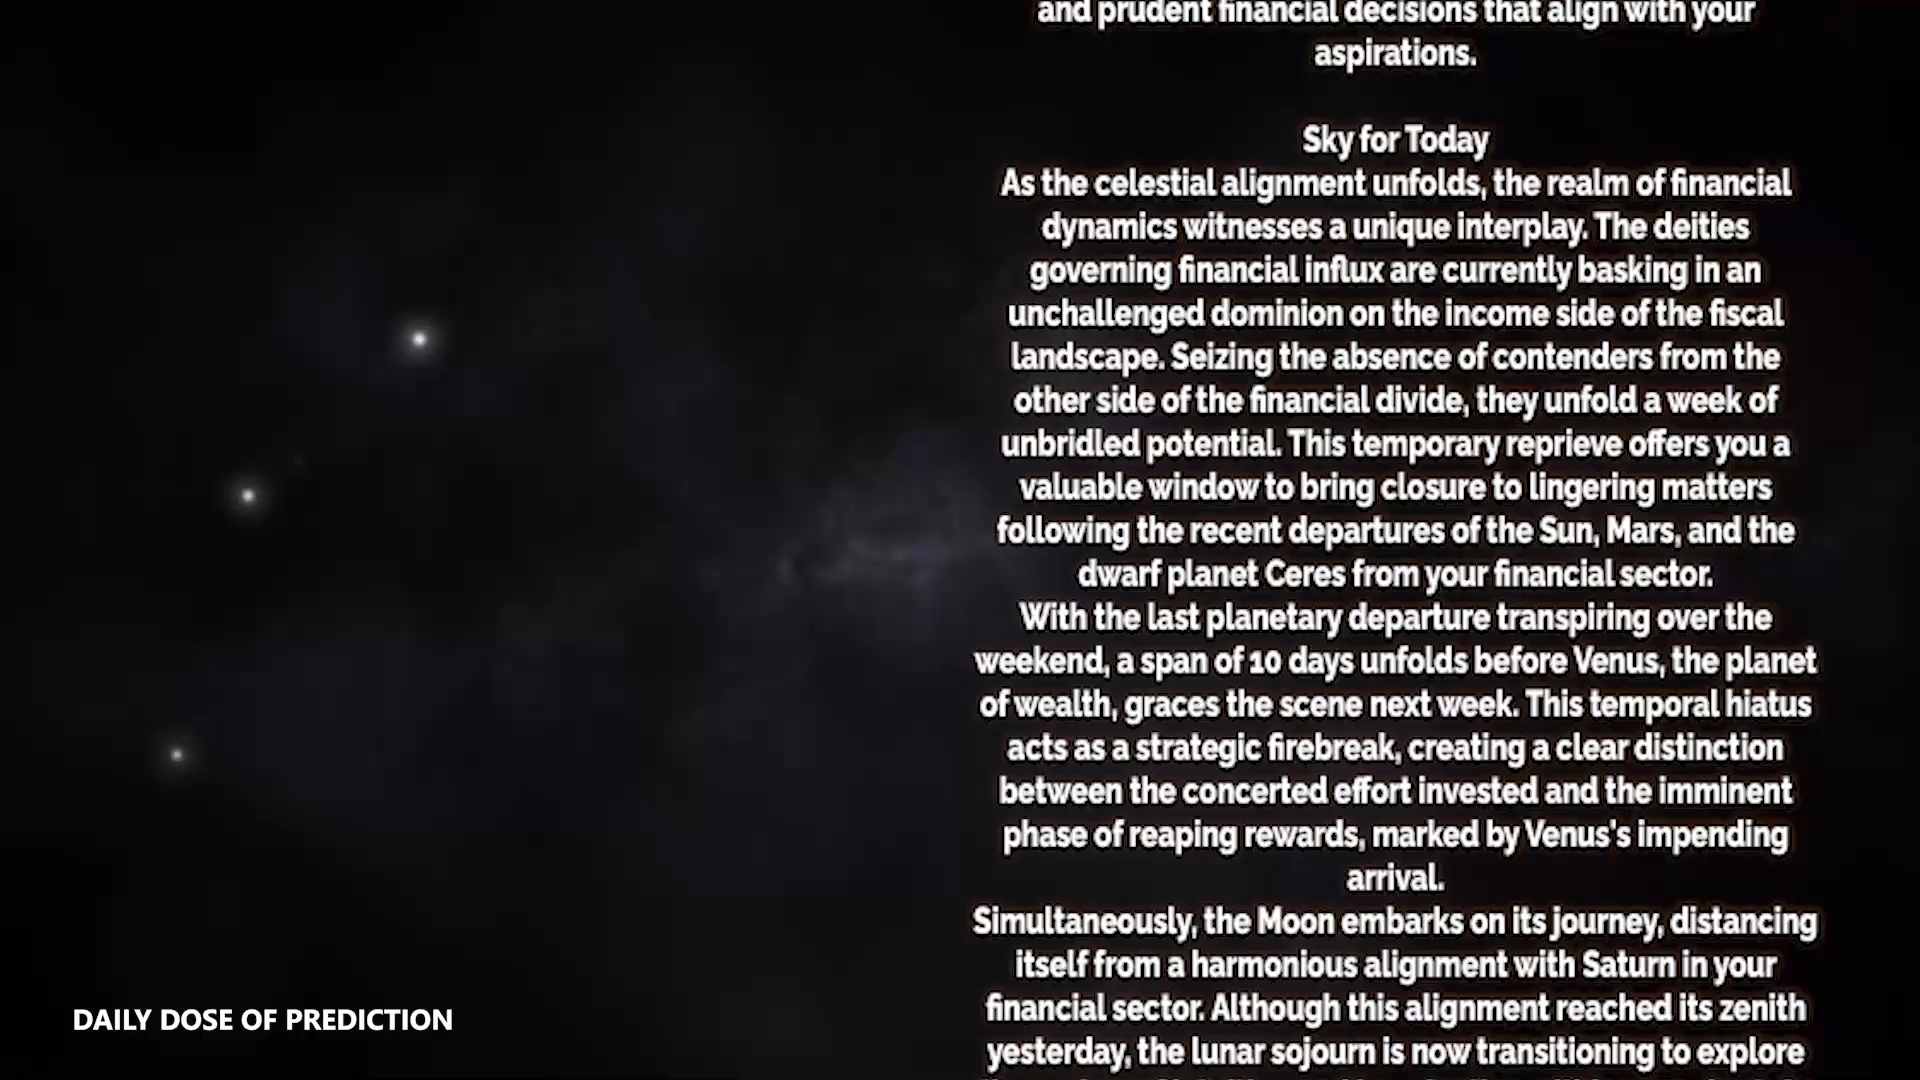 and prudent financial decisions that align with your
aspirations.
Sky for Today
As the celestial alignment unfolds, the realm of financial
dynamics witnesses a unique interplay. The deities
governing financial influx are currently basking in an
unchallenged dominion on the income side of the fiscal
landscape. Seizing the absence of contenders from the
other side of the financial divide, they unfold a week of
unbridled potential. This temporary reprieve offers you a
valuable window to bring closure to lingering matters
following the recent departures of the Sun, Mars, and the
dwarf planet Ceres from your financial sector.
With the last planetary departure transpiring over the
weekend, a span of 10 days unfolds before Venus, the planet
of wealth, graces the scene next week. This temporal hiatus
acts as a strategic firebreak, creating a clear distinction
between the concerted effort invested and the imminent
phase of reaping rewards, marked by Venus's impending
arrival.
Simultaneously, the Moon embarks on its journey, distancing
itself from a harmonious alignment with Saturn in your
financial sector. Although this alignment reached its zenith
yesterday, the lunar sojourn is now transitioning to explore
DAILY DOSE OF PREDICTION